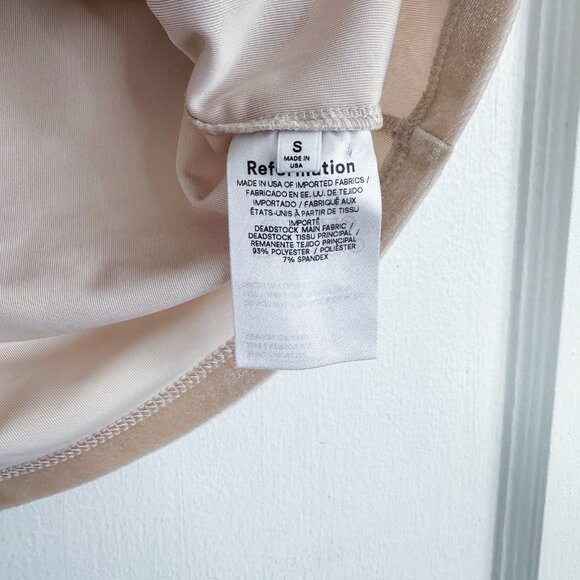 S
MADE IN
USA
Reformation
MADE IN USA OF IMPORTED FABRICS /
FABRICADO EN EE. UU. DE TEJIDO
IMPORTADO / FABRIQUÉ AUX
ÉTATS-UNIS À PARTIR DE TISSU
IMPORTÉ
DEADSTOCK MAIN FABRIC /
DEADSTOCK TISSU PRINCIPAL /
REMANENTE TEJIDO PRINCIPAL
93% POLYESTER / POLIÉSTER
7% SPANDEX